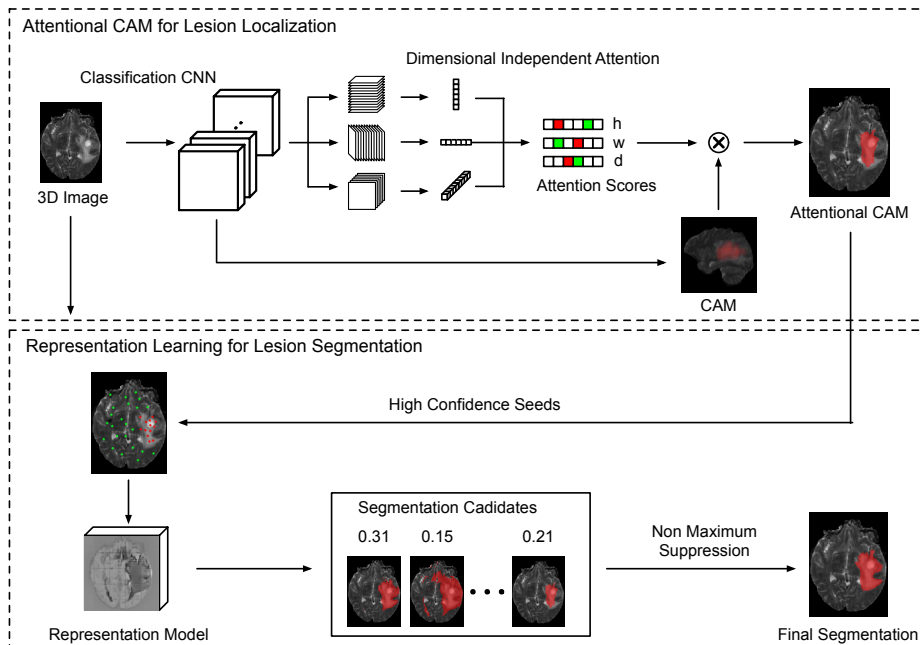 Attentional CAM for Lesion Localization
Classification CNN
Dimensional Independent Attention
h
w
d
Attention Scores
3D Image
Attentional CAM
CAM
Representation Learning for Lesion Segmentation
High Confidence Seeds
Segmentation Cadidates
0.31 0.15 0.21
Non Maximum
Suppression
Representation Model
Final Segmentation